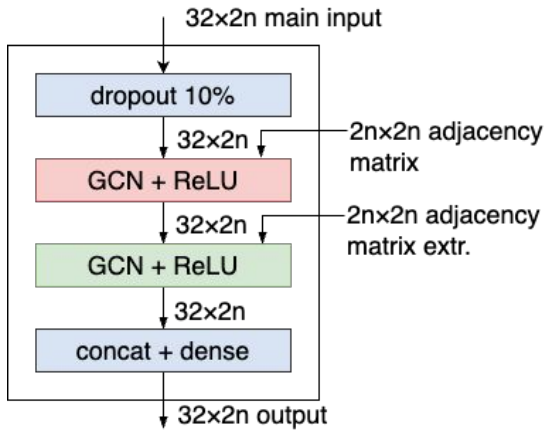 32×2n main input
dropout 10%
32×2n
2n×2n adjacency
matrix
GCN + ReLU
32×2n
2n×2n adjacency
matrix extr.
GCN + ReLU
32×2n
concat + dense
32×2n output